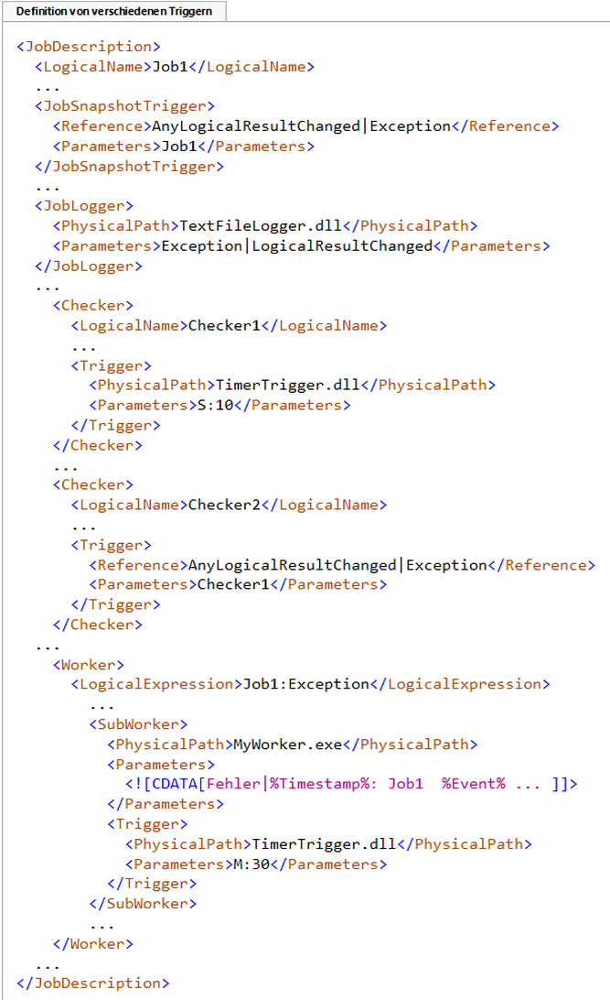 Definition von verschiedenen Triggern
<JobDescription>
<LogicalName>Job1</LogicalName>
...
<JobSnapshotTrigger>
<Reference>AnyLogicalResultChanged|Exception</Reference>
<Parameters>Job1</Parameters>
</JobSnapshotTrigger>
...
<JobLogger>
<PhysicalPath>TextFileLogger.dll</PhysicalPath>
<Parameters>Exception|LogicalResultChanged</Parameters>
</JobLogger>
...
<Checker>
<LogicalName>Checker1</LogicalName>
...
<Trigger>
<PhysicalPath>TimerTrigger.dll</PhysicalPath>
<Parameters>S:10</Parameters>
</Trigger>
</Checker>
...
<Checker>
<LogicalName>Checker2</LogicalName>
...
<Trigger>
<Reference>AnyLogicalResultChanged|Exception</Reference>
<Parameters>Checker1</Parameters>
</Trigger>
</Checker>
...
<Worker>
<LogicalExpression>Job1:Exception</LogicalExpression>
...
<SubWorker>
<PhysicalPath>MyWorker.exe</PhysicalPath>
<Parameters>
<![CDATA[Fehler|%Timestamp%: Job1  %Event% ... ]]>
</Parameters>
<Trigger>
<PhysicalPath>TimerTrigger.dll</PhysicalPath>
<Parameters>M:30</Parameters>
</Trigger>
</SubWorker>
...
</Worker>
...
</JobDescription>